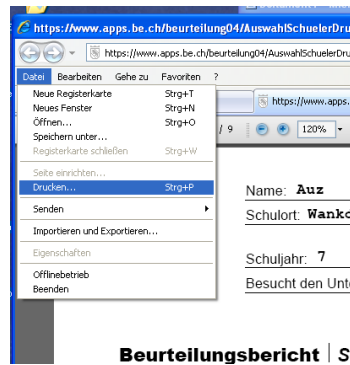 https://www.apps.be.ch/beurteilung04/AuswahlSchuelerDru
https://www.apps.be.ch/beurteilung04/AuswahlSchuelerDru
Datei Bearbeiten Gehe zu Favoriten ?
Neue Registerkarte Strg+T
Neues Fenster Strg+N
Öffnen... Strg+O
Speichern unter...
Registerkarte schließen Strg+W
Seite einrichten...
Drucken... Strg+P
Senden
Importieren und Exportieren...
Eigenschaften
Offlinebetrieb
Beenden
https://www.apps.
/ 9 120%
Name: Auz
Schulort: Wanko
Schuljahr: 7
Besucht den Unt
Beurteilungsbericht | S